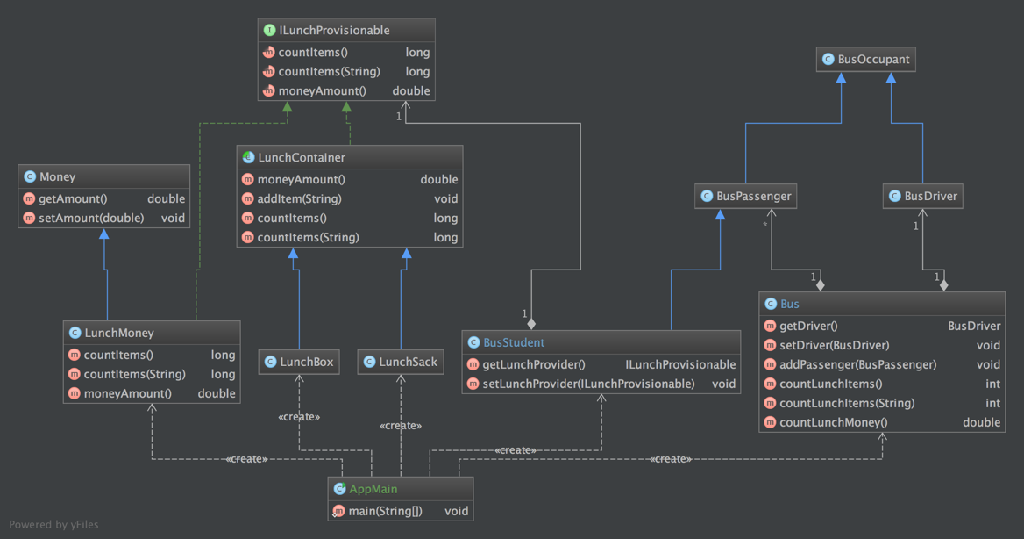 ILunchProvisionable
countItems() long
countItems(String) long
moneyAmount() double
BusOccupant
1
LunchContainer
moneyAmount() double
addItem(String) void
countItems() long
countItems(String) long
Money
getAmount() double
setAmount(double) void
BusPassenger
BusDriver
*
1
1
1
Bus
getDriver() BusDriver
setDriver(BusDriver) void
addPassenger(BusPassenger) void
countLunchItems() int
countLunchItems(String) int
countLunchMoney() double
LunchMoney
countItems() long
countItems(String) long
moneyAmount() double
1
BusStudent
getLunchProvider() ILunchProvisionable
setLunchProvider(ILunchProvisionable) void
LunchBox
LunchSack
«create»
«create»
«create»
«create»
«create»
AppMain
main(String[]) void
Powered by yFiles